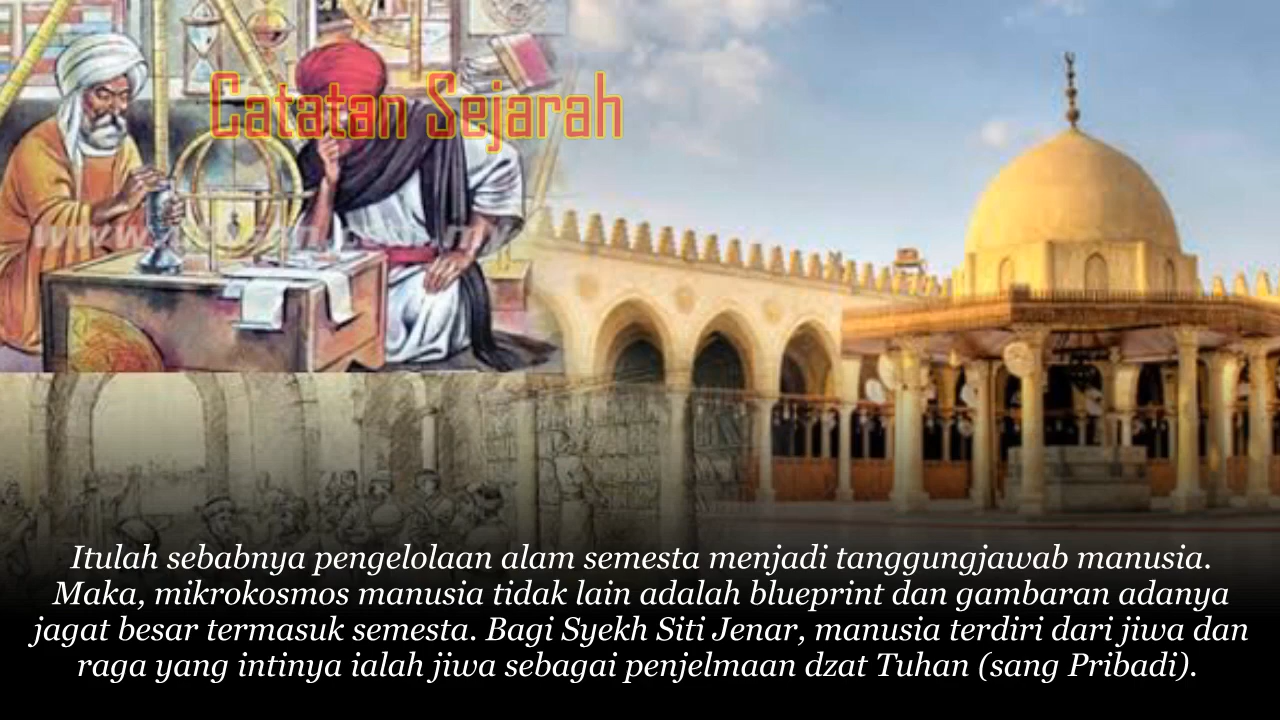 Catatan Sejarah
Itulah sebabnya pengelolaan alam semesta menjadi tanggungjawab manusia.
Maka, mikrokosmos manusia tidak lain adalah blueprint dan gambaran adanya
jagat besar termasuk semesta. Bagi Syekh Siti Jenar, manusia terdiri dari jiwa dan
raga yang intinya ialah jiwa sebagai penjelmaan dzat Tuhan (sang Pribadi).